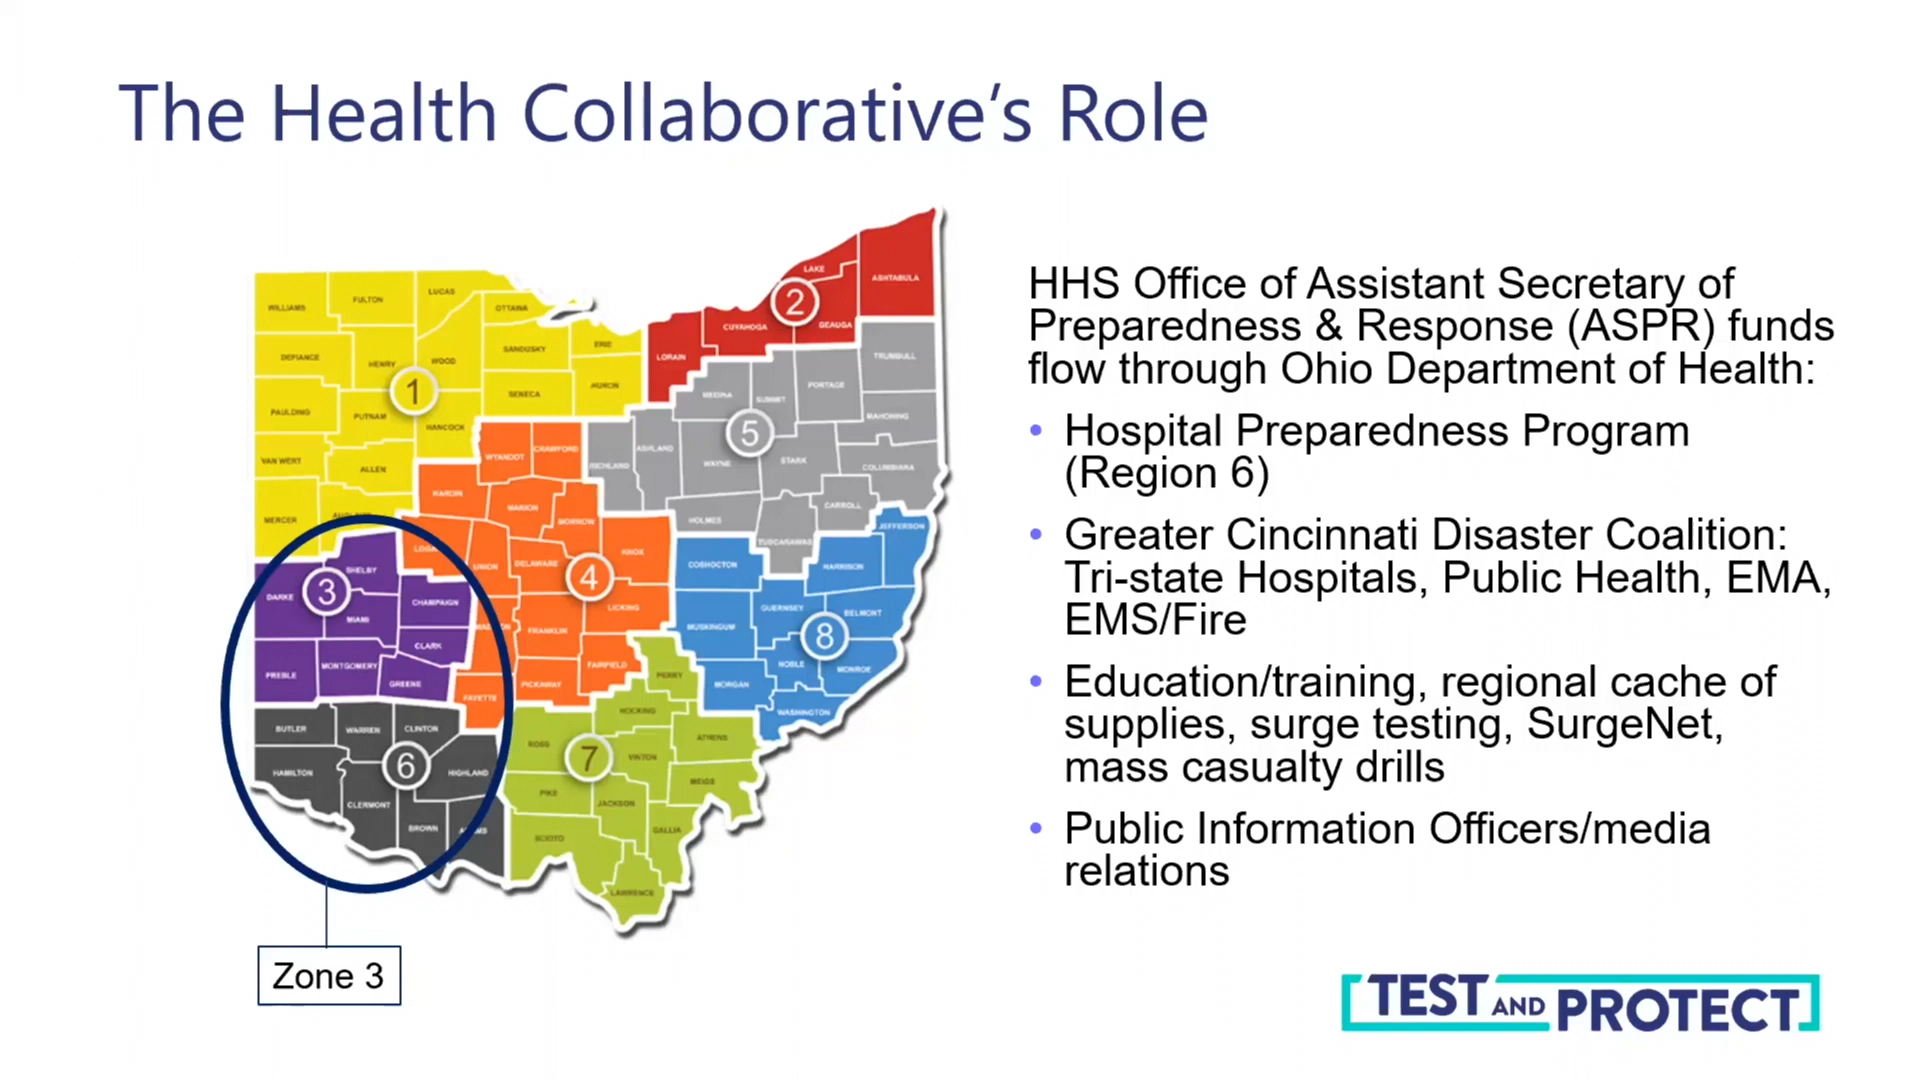 The Health Collaborative's Role
HHS Office of Assistant Secretary of
Preparedness & Response (ASPR) funds
flow through Ohio Department of Health:
• Hospital Preparedness Program
(Region 6)
• Greater Cincinnati Disaster Coalition:
Tri-state Hospitals, Public Health, EMA,
EMS/Fire
• Education/training, regional cache of
supplies, surge testing, SurgeNet,
mass casualty drills
• Public Information Officers/media
relations
WILLIAMS
FULTON
LUCAS
OTTAWA
DEFIANCE
HENRY
WOOD
SANDUSKY
ERIE
1
PAULDING
PUTNAM
HANCOCK
SENECA
HURON
VAN WERT
ALLEN
MERCER
LAKE
ASHTABULA
2
CUYAHOGA
GEAUGA
LORAIN
TRUMBULL
MEDINA
SUMMIT
PORTAGE
MAHONING
5
RICHLAND
ASHLAND
WAYNE
STARK
COLUMBIANA
HOLMES
CARROLL
TUSCARAWAS
WYANDOT
CRAWFORD
HARDIN
MARION
MORROW
KNOX
UNION
DELAWARE
4
LICKING
FRANKLIN
FAIRFIELD
PICKAWAY
FAYETTE
SHELBY
3
DARKE
CHAMPAIGN
MIAMI
CLARK
PREBLE
MONTGOMERY
GREENE
JEFFERSON
COSHOCTON
HARRISON
GUERNSEY
BELMONT
MUSKINGUM
8
NOBLE
MONROE
MORGAN
WASHINGTON
BUTLER
WARREN
CLINTON
HAMILTON
6
HIGHLAND
CLERMONT
BROWN
PERRY
HOCKING
ROSS
7
VINTON
ATHENS
PIKE
JACKSON
MEIGS
SCIOTO
GALLIA
LAWRENCE
Zone 3
TEST AND PROTECT